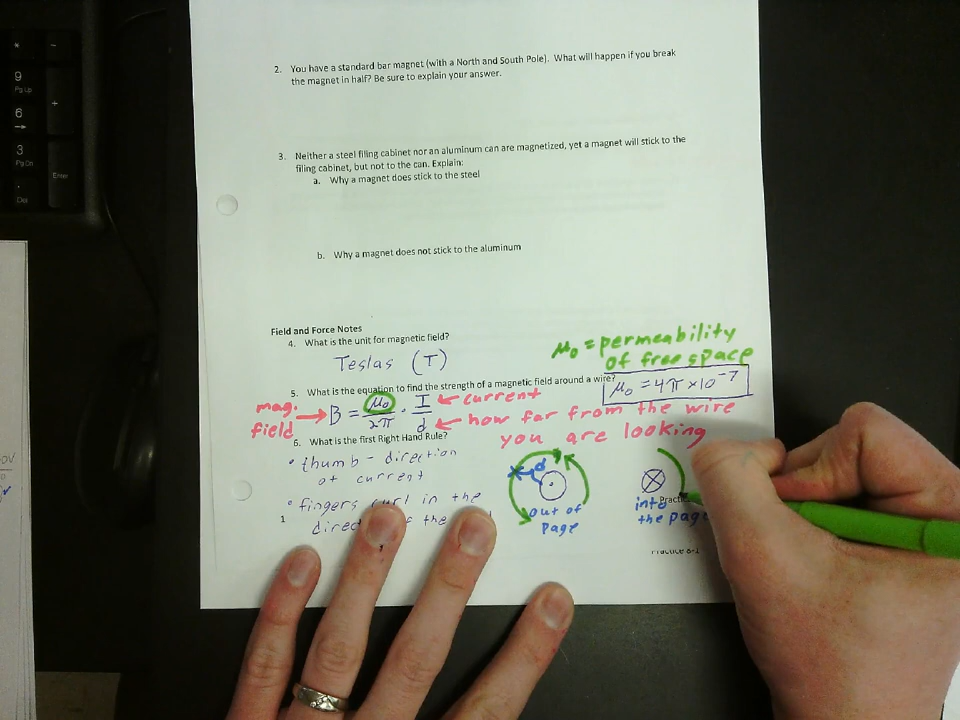 2. You have a standard bar magnet (with a North and South Pole). What will happen if you break
the magnet in half? Be sure to explain your answer.
3. Neither a steel filing cabinet nor an aluminum can are magnetized, yet a magnet will stick to the
filing cabinet, but not to the can. Explain:
a. Why a magnet does stick to the steel
b. Why a magnet does not stick to the aluminum
Field and Force Notes
4. What is the unit for magnetic field?
Teslas (T)
μ₀ = permeability
of free space
5. What is the equation to find the strength of a magnetic field around a wire?
μ₀ = 4π × 10⁻⁷
mag. field → B = μ₀/2π · I/d
← current
← how far from the wire
you are looking
6. What is the first Right Hand Rule?
• thumb - direction
of current
• fingers curl in the
the
d
out of
page
into
the page
1
9
PgUp
6
3
PgDn
.
Del
*
-
+
Enter